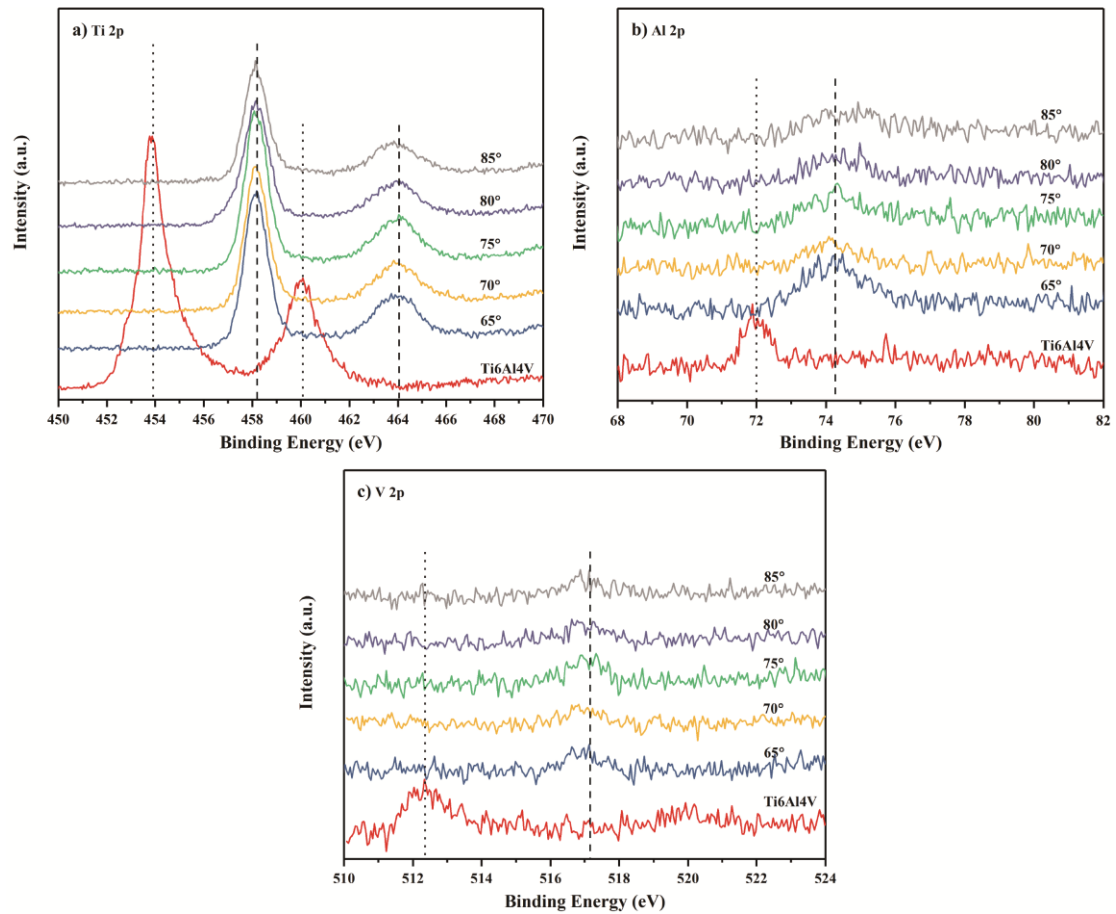 a) Ti 2p
85°
80°
75°
70°
65°
Ti6Al4V
Intensity (a.u.)
450 452 454 456 458 460 462 464 466 468 470
Binding Energy (eV)
b) Al 2p
85°
80°
75°
70°
65°
Ti6Al4V
Intensity (a.u.)
68 70 72 74 76 78 80 82
Binding Energy (eV)
c) V 2p
85°
80°
75°
70°
65°
Ti6Al4V
Intensity (a.u.)
510 512 514 516 518 520 522 524
Binding Energy (eV)